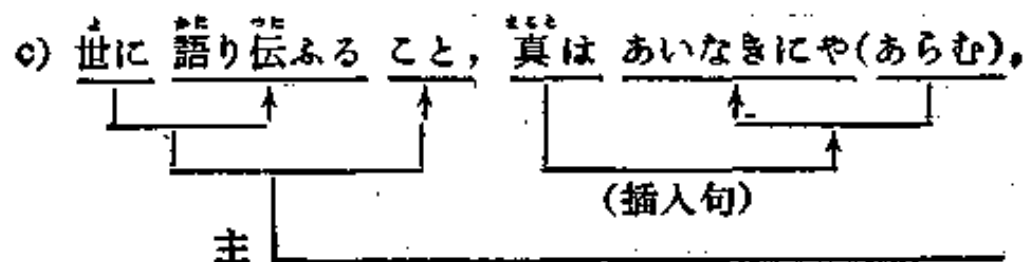 c) 世に 語り伝ふる こと, 真は あいなきにや(あらむ)。
(挿入句)
主